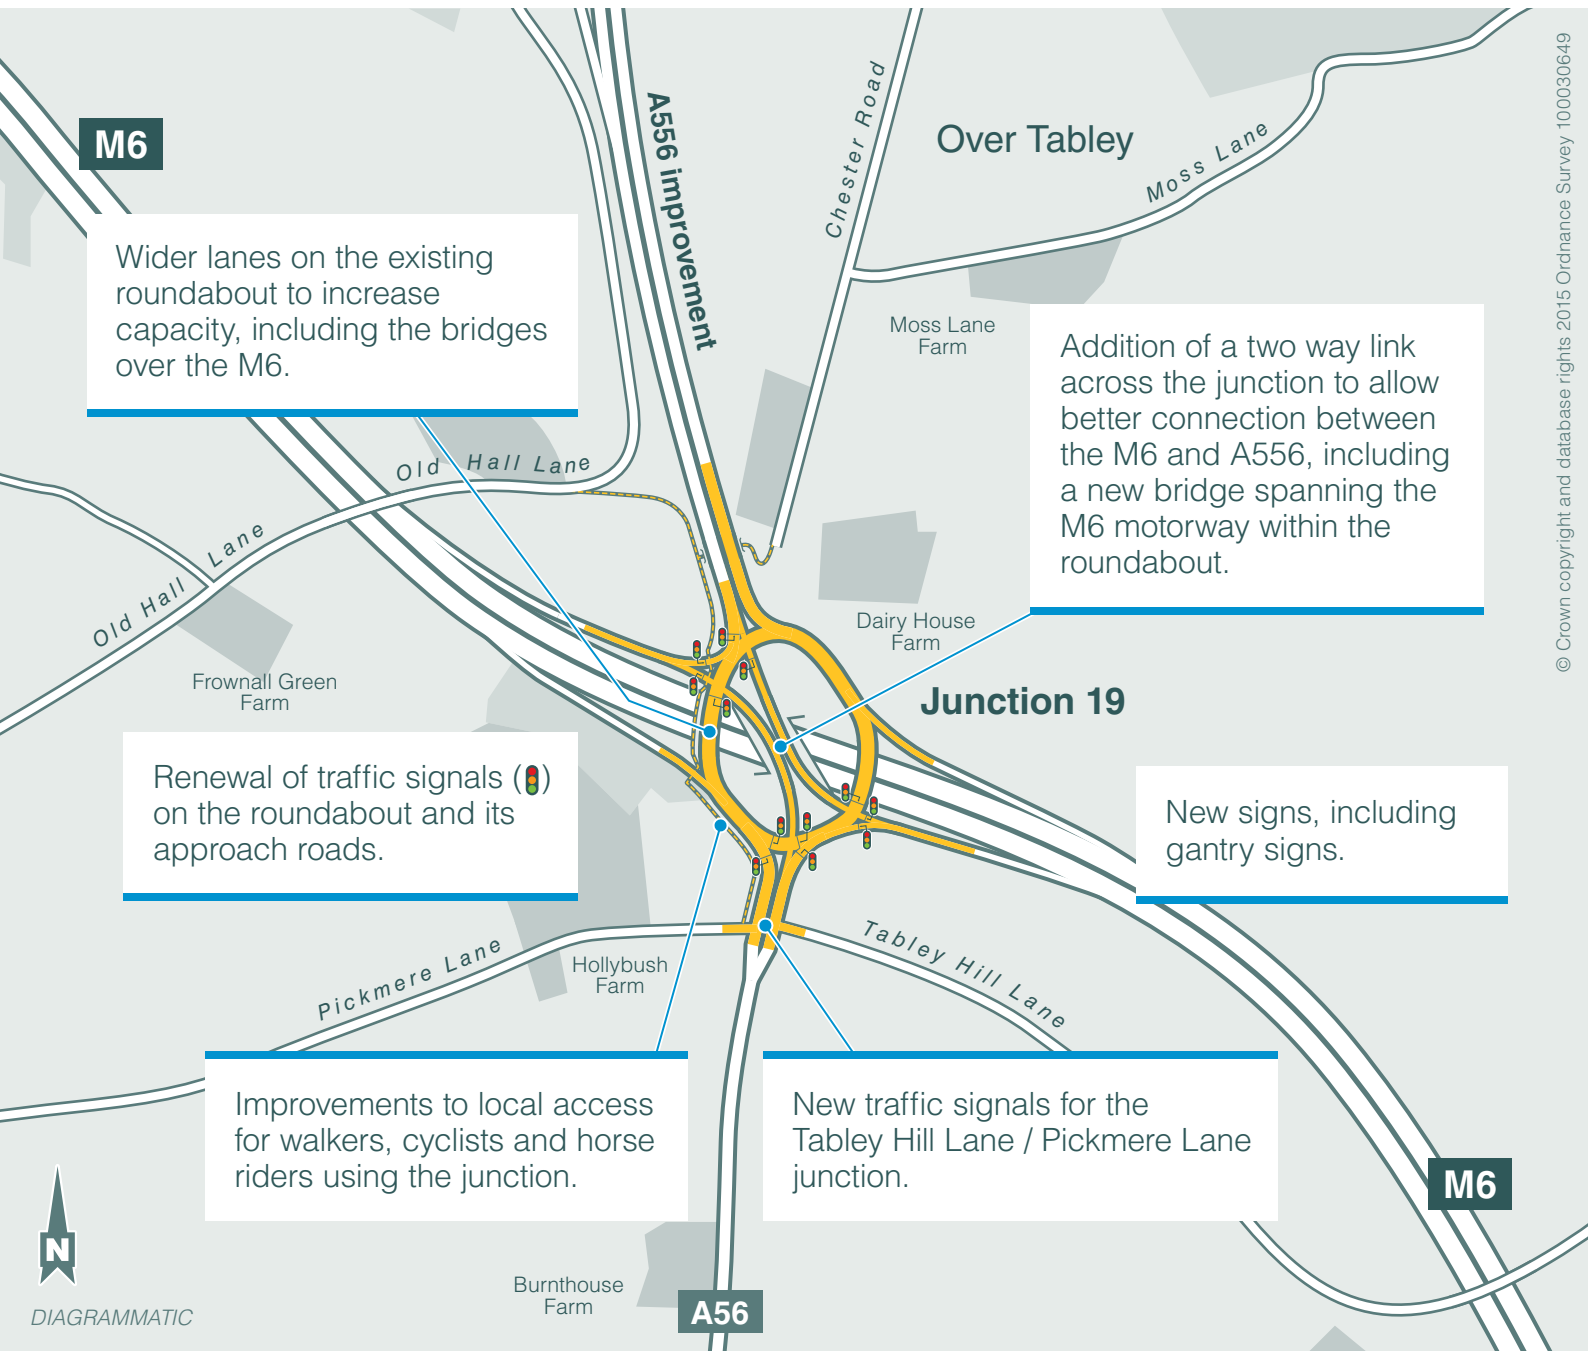 M6
A556 improvement
Chester Road
Over Tabley
Moss Lane
© Crown copyright and database rights 2015 Ordnance Survey 100030649
Wider lanes on the existing
roundabout to increase
capacity, including the bridges
over the M6.
Moss Lane
Farm
Addition of a two way link
across the junction to allow
better connection between
the M6 and A556, including
a new bridge spanning the
M6 motorway within the
roundabout.
Old Hall Lane
Old Hall Lane
Dairy House
Farm
Frownall Green
Farm
Junction 19
Renewal of traffic signals ( )
on the roundabout and its
approach roads.
New signs, including
gantry signs.
Pickmere Lane
Hollybush
Farm
Tabley Hill Lane
Improvements to local access
for walkers, cyclists and horse
riders using the junction.
New traffic signals for the
Tabley Hill Lane / Pickmere Lane
junction.
M6
N
DIAGRAMMATIC
Burnthouse
Farm
A56